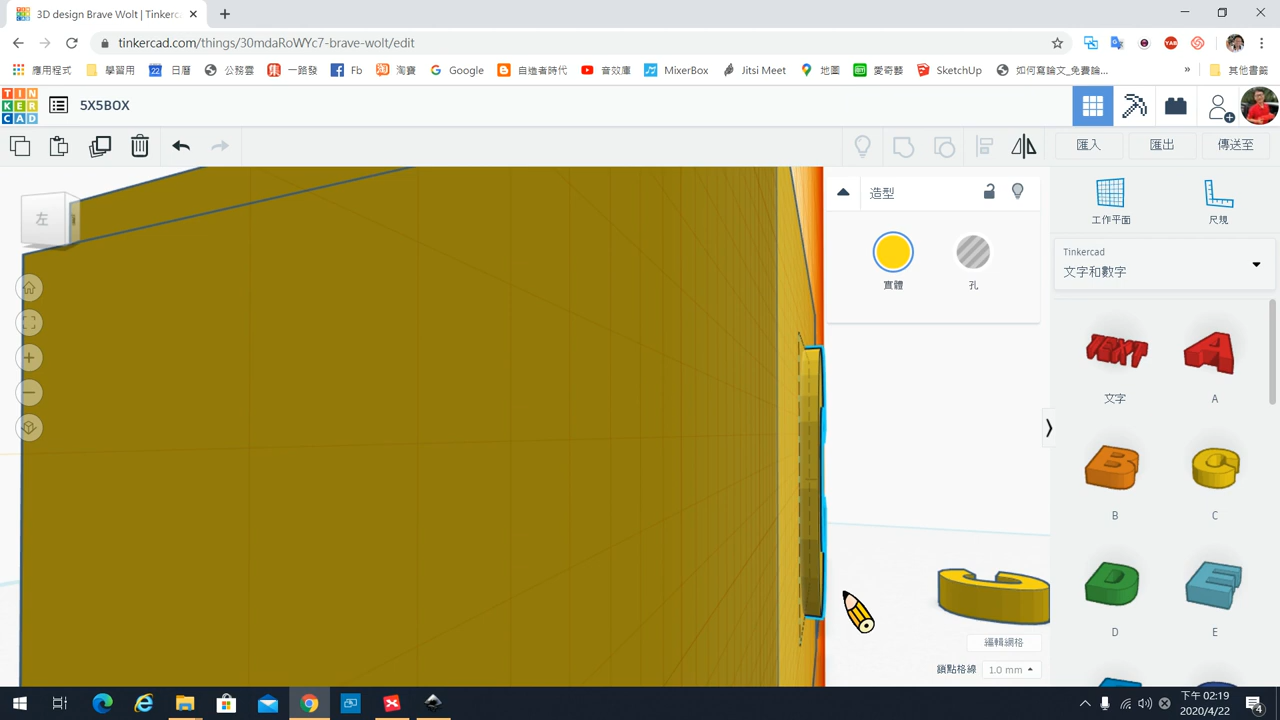 3D design Brave Wolt | Tinkerc
tinkercad.com/things/30mdaRoWYc7-brave-wolt/edit
應用程式 學習用 22 日曆 公務雲 集 一路發 Fb 淘寶 Google 自造者時代 音效庫 MixerBox Jitsi Meet 地圖 愛奇藝 SketchUp 如何寫論文_免費論... » 其他書籤
TIN
KER
CAD
5X5BOX
匯入 匯出 傳送至
左
造型
實體 孔
工作平面 尺規
Tinkercad
文字和數字
TEXT
文字
A
B
C
D
E
編輯網格
鎖點格線 1.0 mm
下午 02:19
2020/4/22
4